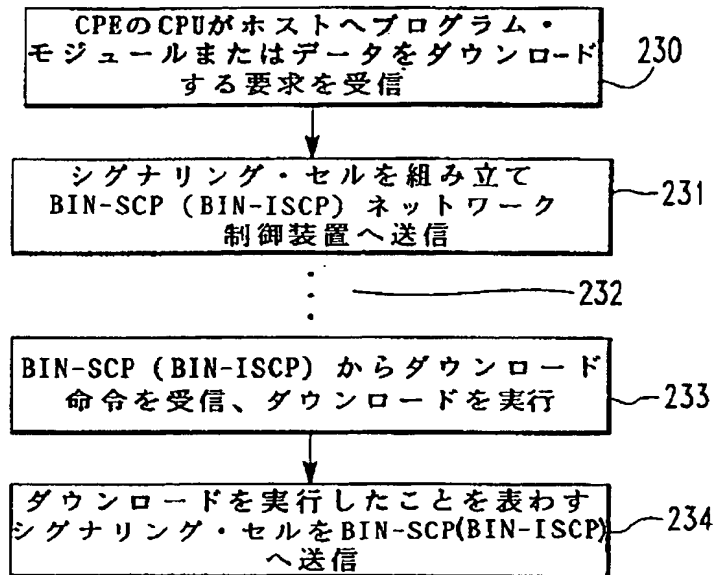 CPEのCPUがホストへプログラム・
モジュールまたはデータをダウンロード
する要求を受信
230
シグナリング・セルを組み立て
BIN-SCP (BIN-ISCP) ネットワーク
制御装置へ送信
231
232
BIN-SCP (BIN-ISCP) からダウンロード
命令を受信、ダウンロードを実行
233
ダウンロードを実行したことを表わす
シグナリング・セルをBIN-SCP(BIN-ISCP)
へ送信
234